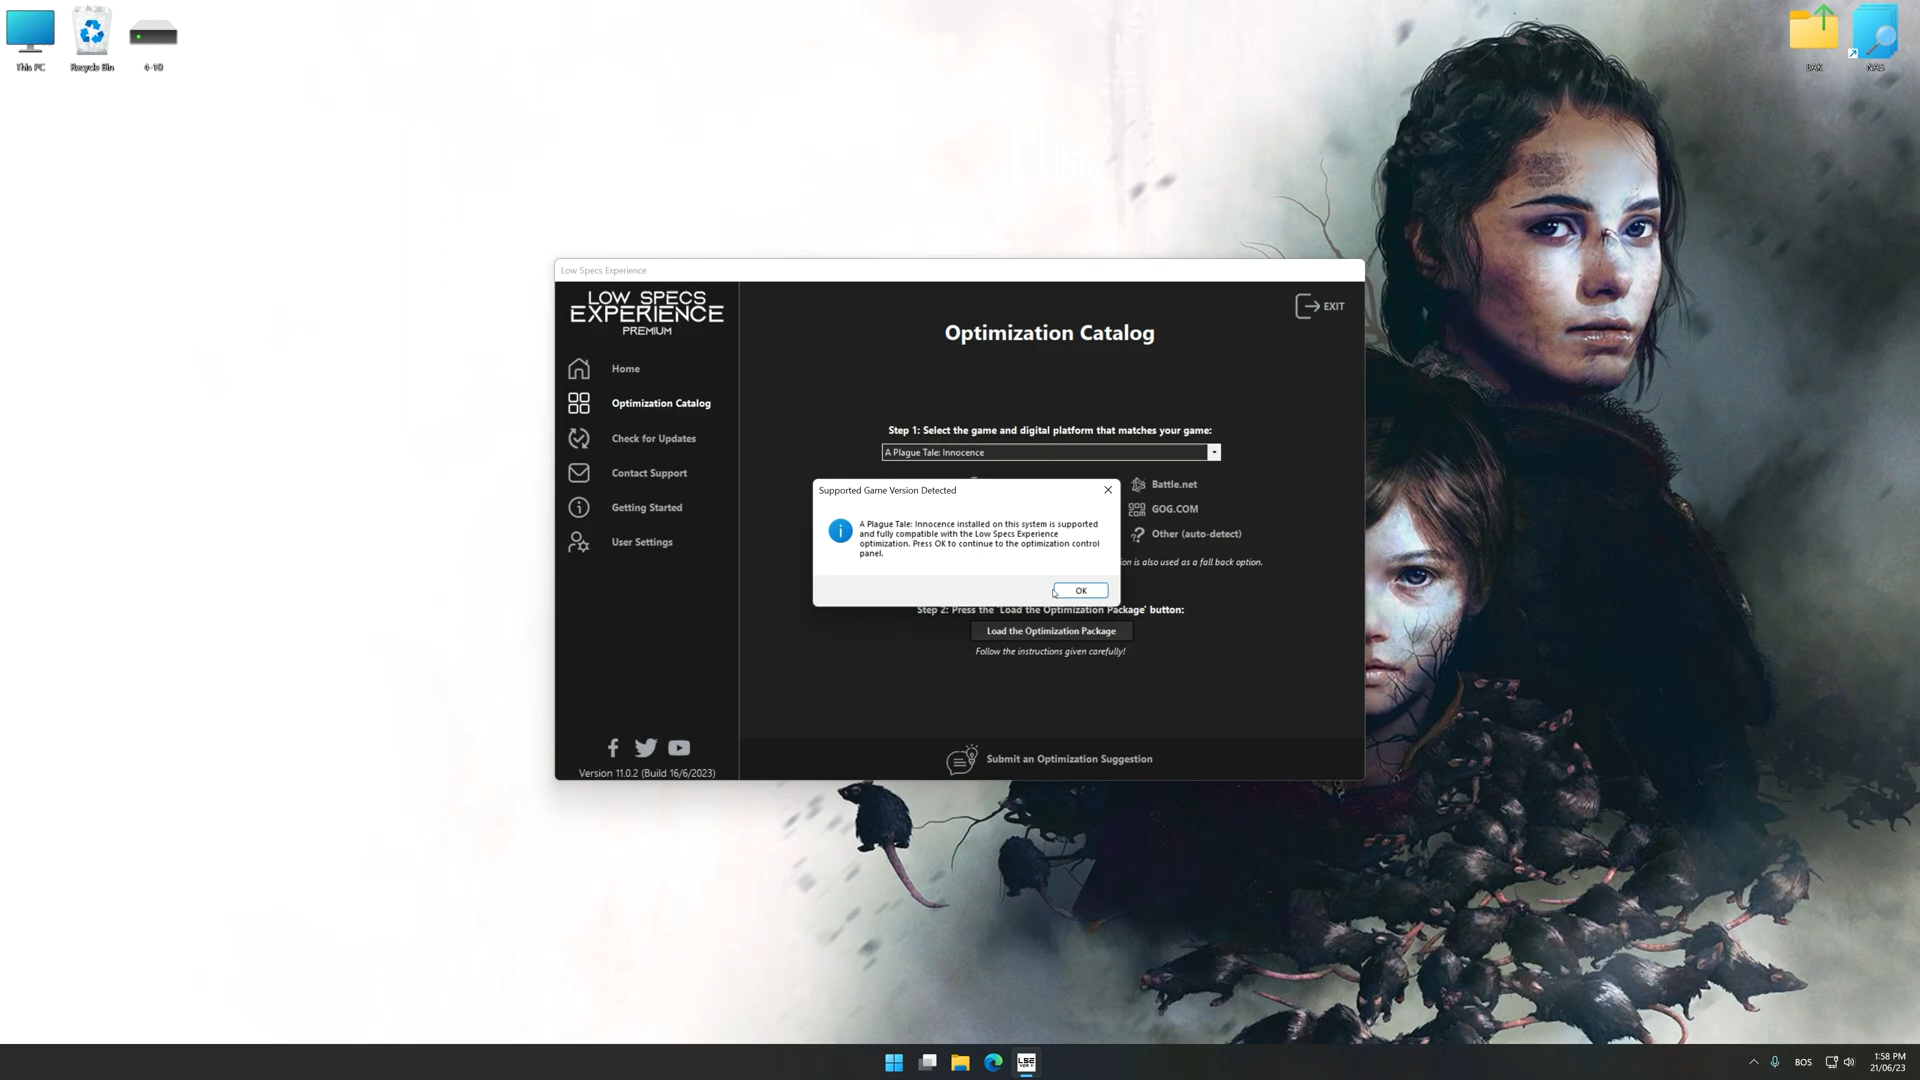 This PC
Recycle Bin
4-10
BAK
NAS
Low Specs Experience
LOW SPECS
EXPERIENCE
PREMIUM
EXIT
Optimization Catalog
Home
Optimization Catalog
Check for Updates
Contact Support
Getting Started
User Settings
Step 1: Select the game and digital platform that matches your game:
A Plague Tale: Innocence
Battle.net
GOG.COM
Other (auto-detect)
ion is also used as a fall back option.
Supported Game Version Detected
A Plague Tale: Innocence installed on this system is supported
and fully compatible with the Low Specs Experience
optimization. Press OK to continue to the optimization control
panel.
OK
Step 2: Press the 'Load the Optimization Package' button:
Load the Optimization Package
Follow the instructions given carefully!
Submit an Optimization Suggestion
Version 11.0.2 (Build 16/6/2023)
LSE
BOS
1:58 PM
21/06/23